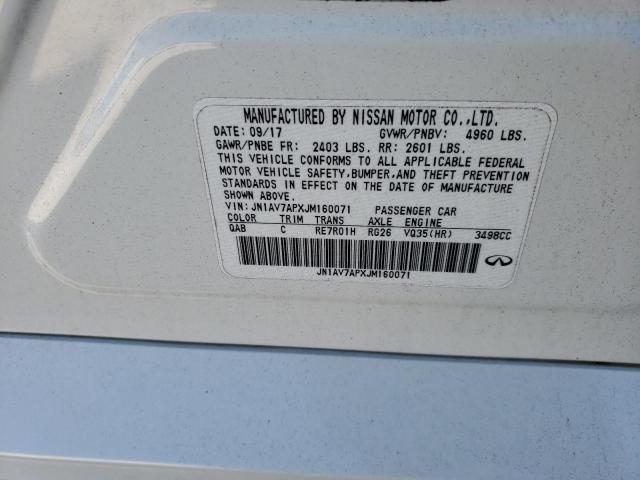 MANUFACTURED BY NISSAN MOTOR CO.,LTD.
DATE: 09/17 GVWR/PNBV: 4960 LBS.
GAWR/PNBE FR: 2403 LBS. RR: 2601 LBS.
THIS VEHICLE CONFORMS TO ALL APPLICABLE FEDERAL
MOTOR VEHICLE SAFETY,BUMPER,AND THEFT PREVENTION
STANDARDS IN EFFECT ON THE DATE OF MANUFACTURE
SHOWN ABOVE.
VIN: JN1AV7APXJM160071 PASSENGER CAR
COLOR TRIM TRANS AXLE ENGINE
QAB C RE7R01H RG26 VQ35(HR) 3498CC
JN1AV7APXJM160071